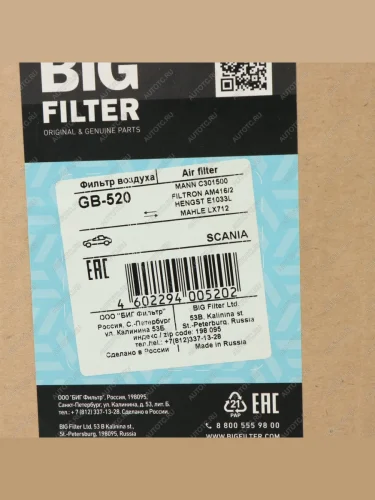 BIG
FILTER
ORIGINAL & GENUINE PARTS
Фильтр воздуха
Air filter
GB-520
MANN C301500
FILTRON AM416/2
HENGST E1033L
MAHLE LX712
SCANIA
EAC
4 602294 005202
ООО "БИГ Фильтр"
Россия, С.-Петербург
ул. Калинина 53Б,
BIG Filter Ltd.
53B, Kalinina st
St.-Peterburg, Russia
индекс / zip code: 198 095
тел./tel.: +7(812)337-13-28
Сделано в России
Made in Russia
ООО "БИГ Фильтр", Россия, 198095,
Санкт-Петербург, ул. Калинина, д. 53, лит. Б.
тел.: +7 (812) 337-13-28. Сделано в России.
BIG Filter Ltd, 53 B Kalinina st.,
St.-Petersburg, 198095, Russia
21
PAP
EAC
8 800 555 98 00
WWW.BIGFILTER.COM
AUTOTC.RU